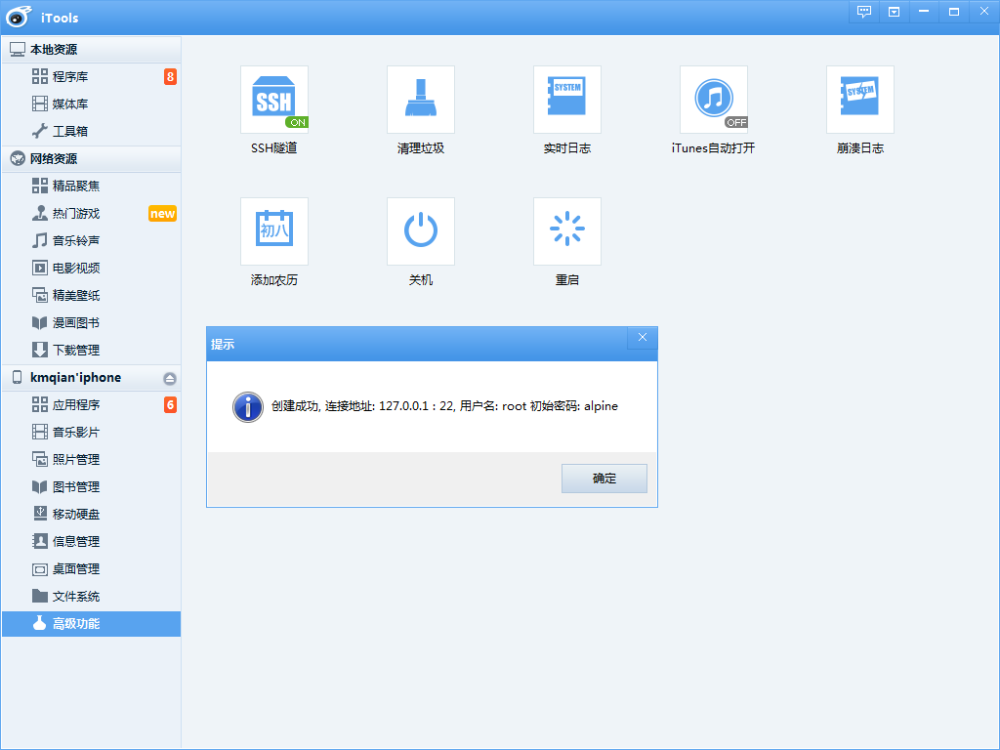 iTools
本地资源
程序库 8
媒体库
工具箱
网络资源
精品聚焦
热门游戏 new
音乐铃声
电影视频
精美壁纸
漫画图书
下载管理
kmqian'iphone
应用程序 6
音乐影片
照片管理
图书管理
移动硬盘
信息管理
桌面管理
文件系统
高级功能
SSH
ON
SSH隧道
清理垃圾
SYSTEM
实时日志
OFF
iTunes自动打开
SYSTEM
崩溃日志
初八
添加农历
关机
重启
提示
创建成功, 连接地址: 127.0.0.1 : 22, 用户名: root 初始密码: alpine
确定